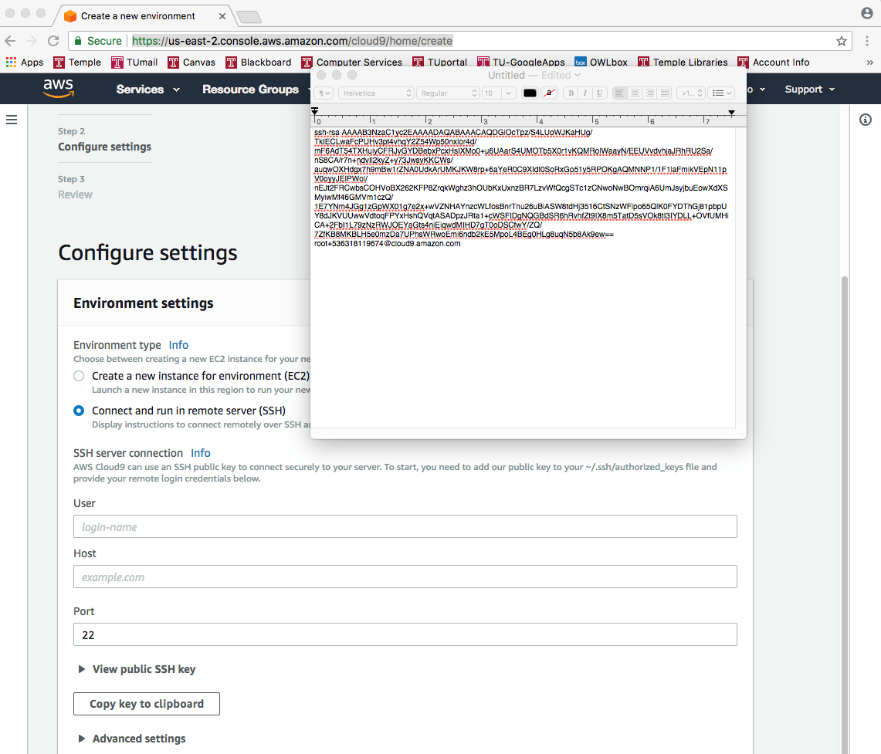 Create a new environment
Secure https://us-east-2.console.aws.amazon.com/cloud9/home/create
Apps Temple TUmail Canvas Blackboard Computer Services TUportal TU-GoogleApps OWLbox Temple Libraries Account Info »
aws Services Resource Groups Support
Untitled — Edited
Helvetica Regular 10 a B I U
0 1 2 3 4 5 6 7
ssh-rsa
root+536318119674@cloud9.amazon.com
Step 2
Configure settings
Step 3
Review
Configure settings
Environment settings
Environment type Info
Choose between creating a new EC2 instance for your ne
Create a new instance for environment (EC2)
Launch a new instance in this region to run your new
Connect and run in remote server (SSH)
Display instructions to connect remotely over SSH a
SSH server connection Info
AWS Cloud9 can use an SSH public key to connect securely to your server. To start, you need to add our public key to your ~/.ssh/authorized_keys file and
provide your remote login credentials below.
User
login-name
Host
example.com
Port
22
View public SSH key
Copy key to clipboard
Advanced settings